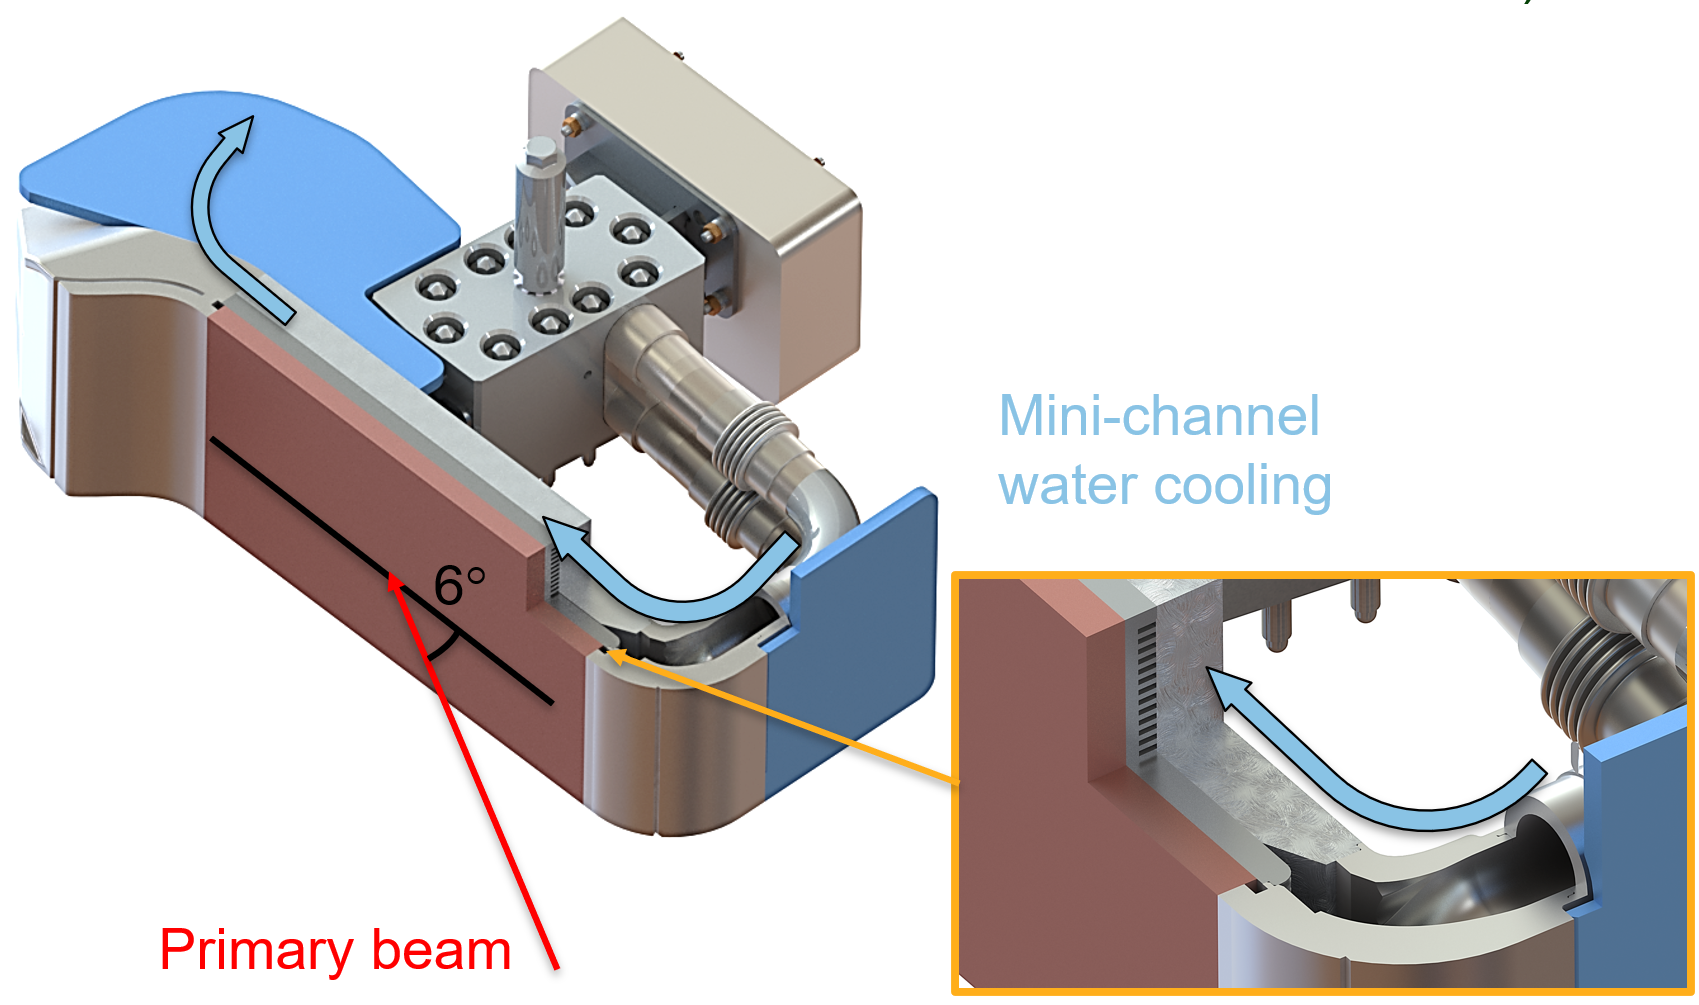 Mini-channel
water cooling
6°
Primary beam